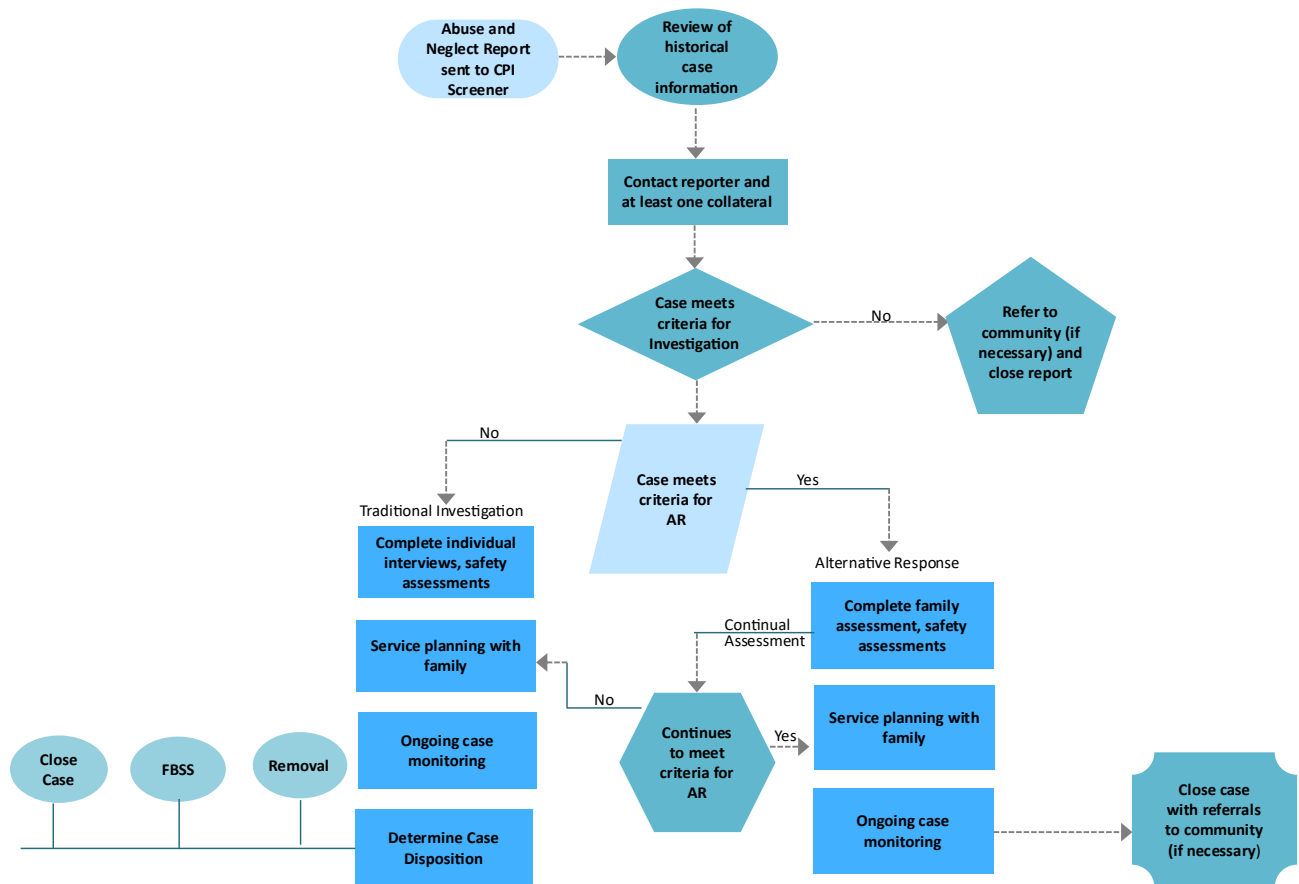 Abuse and
Neglect Report
sent to CPI
Screener
Review of
historical
case
information
Contact reporter and
at least one collateral
Case meets
criteria for
Investigation
No
Refer to
community (if
necessary) and
close report
No
Case meets
criteria for
AR
Yes
Traditional Investigation
Complete individual
interviews, safety
assessments
Alternative Response
Complete family
assessment, safety
assessments
Continual
Assessment
Service planning with
family
No
Continues
to meet
criteria for
AR
Yes
Service planning with
family
Ongoing case
monitoring
Close
Case
FBSS
Removal
Determine Case
Disposition
Ongoing case
monitoring
Close case
with referrals
to community
(if necessary)